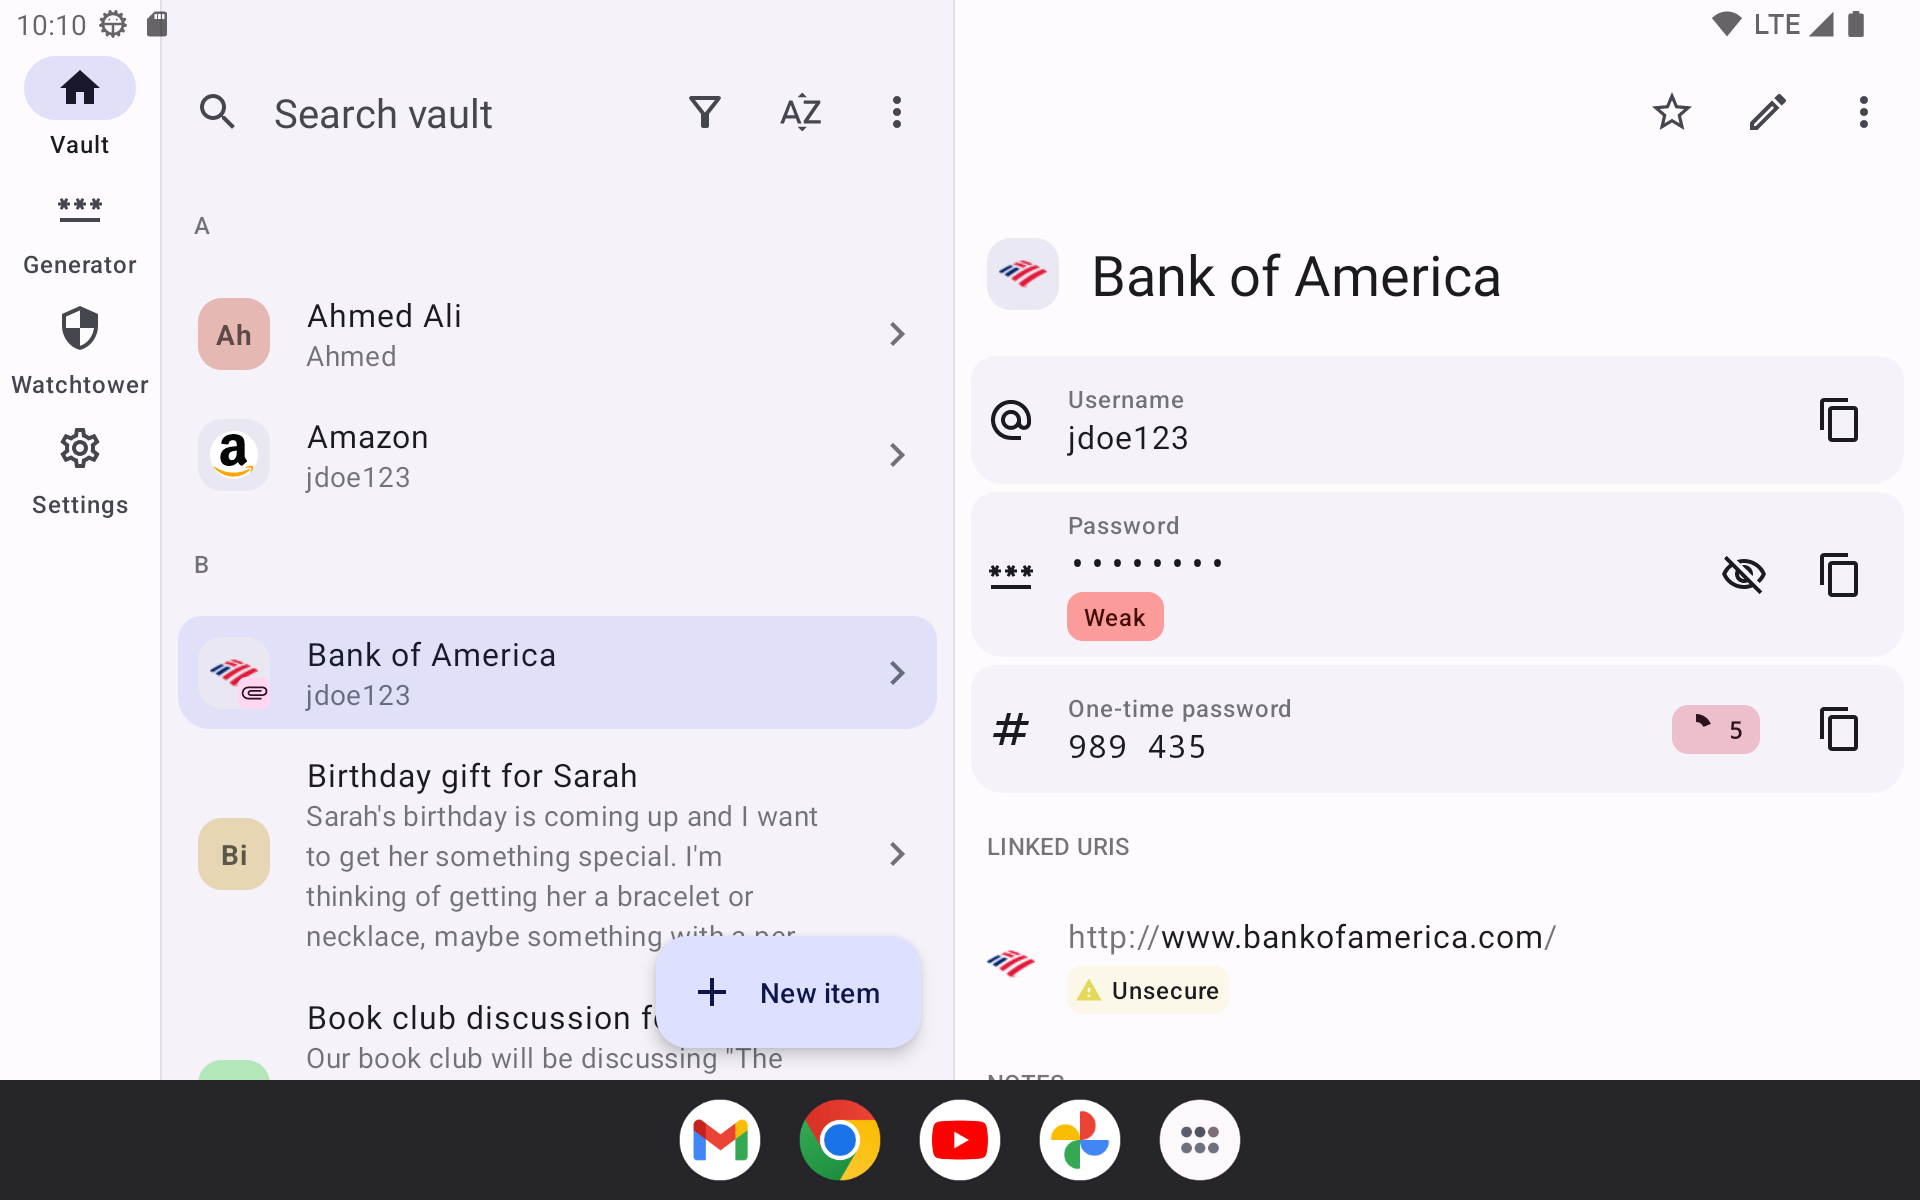 10:10
LTE
Vault
Generator
Watchtower
Settings
Search vault
AZ
A
Ah
Ahmed Ali
Ahmed
a
Amazon
jdoe123
B
Bank of America
jdoe123
Bi
Birthday gift for Sarah
Sarah's birthday is coming up and I want
to get her something special. I'm
thinking of getting her a bracelet or
necklace, maybe something with a per
Book club discussion
Our book club will be discussing "The
New item
Bank of America
Username
jdoe123
Password
••••••••
Weak
One-time password
989 435
5
LINKED URIS
http://www.bankofamerica.com/
Unsecure
NOTES